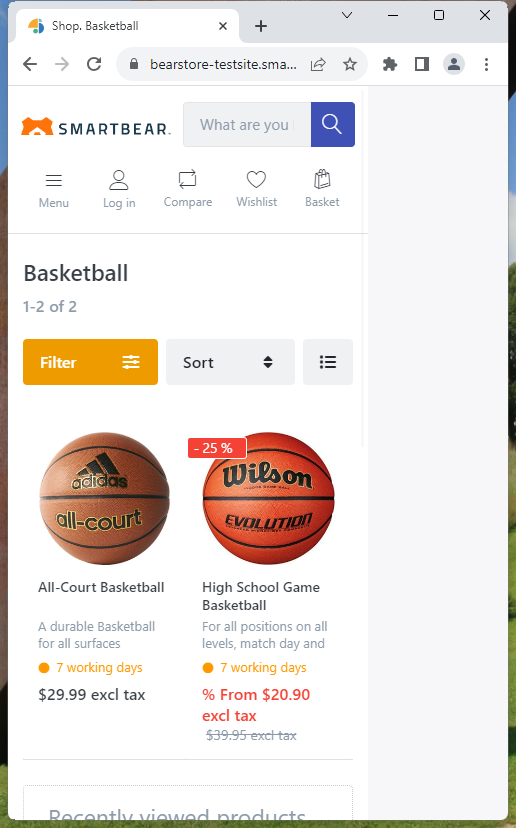 Shop. Basketball
bearstore-testsite.sma...
SMARTBEAR.
What are you
Menu
Log in
Compare
Wishlist
Basket
Basketball
1-2 of 2
Filter
Sort
- 25 %
adidas
all-court
Wilson
EVOLUTION
All-Court Basketball
High School Game
Basketball
A durable Basketball
for all surfaces
For all positions on all
levels, match day and
7 working days
7 working days
$29.99 excl tax
% From $20.90
excl tax
$39.95 excl tax
Recently viewed products